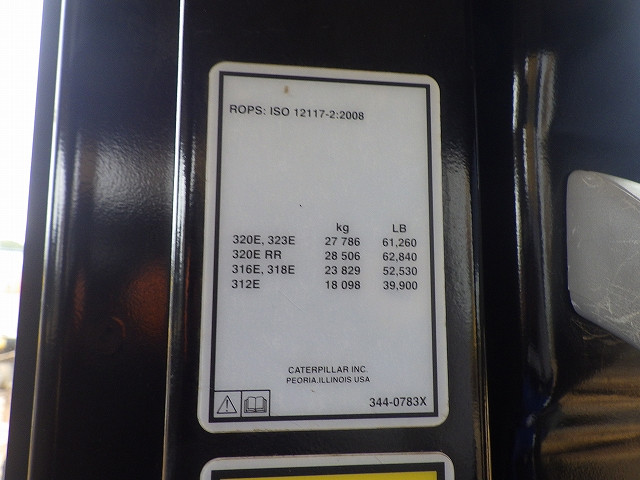 ROPS: ISO 12117-2:2008
kg LB
320E, 323E 27 786 61,260
320E RR 28 506 62,840
316E, 318E 23 829 52,530
312E 18 098 39,900
CATERPILLAR INC.
PEORIA,ILLINOIS USA
344-0783X